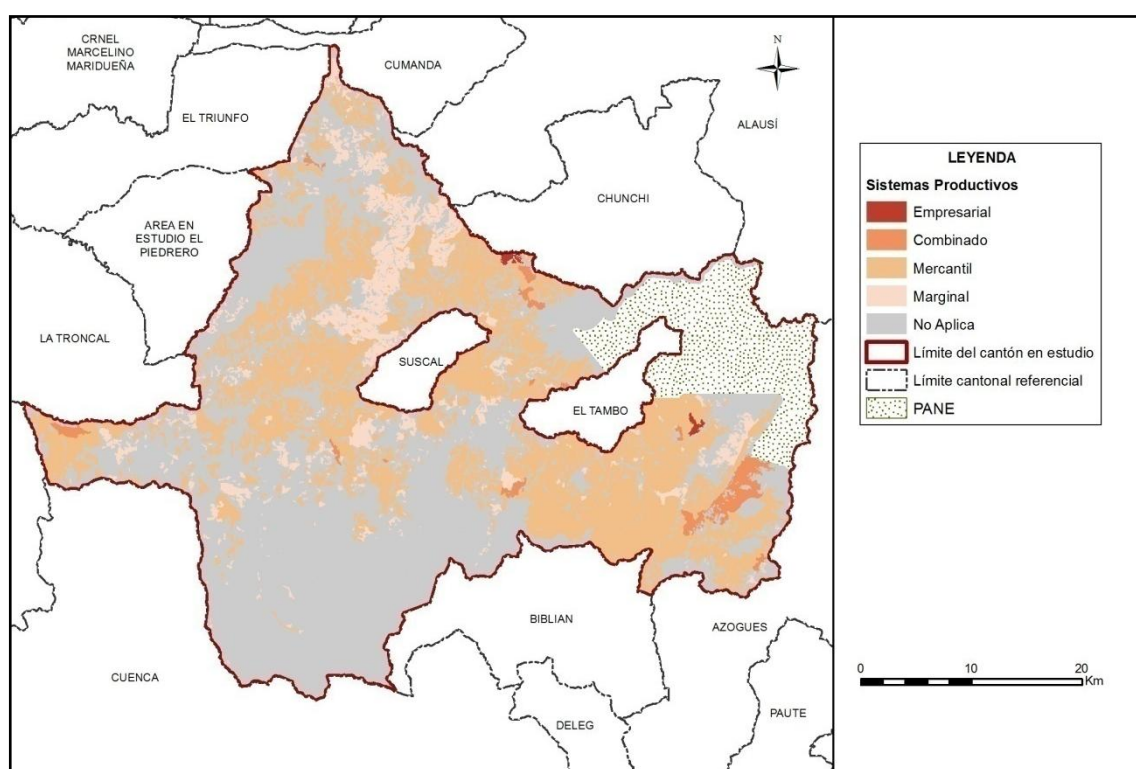 CRNEL
MARCELINO
MARIDUEÑA
CUMANDA
N
EL TRIUNFO
ALAUSÍ
CHUNCHI
AREA EN
ESTUDIO EL
PIEDRERO
LA TRONCAL
SUSCAL
EL TAMBO
BIBLIAN
AZOGUES
CUENCA
DELEG
PAUTE
LEYENDA
Sistemas Productivos
Empresarial
Combinado
Mercantil
Marginal
No Aplica
Límite del cantón en estudio
Límite cantonal referencial
PANE
0 10 20
Km